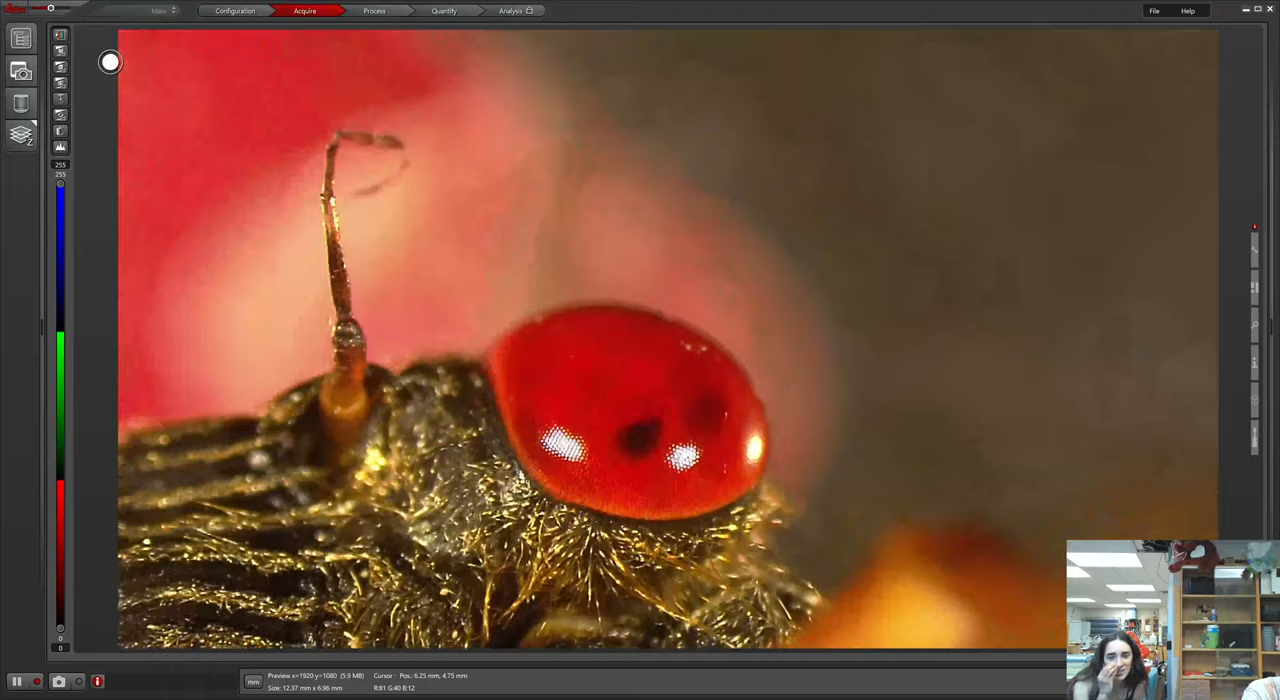 Main
Configuration
Acquire
Process
Quantify
Analysis
File
Help
255
255
0
0
mm
Preview x=1920 y=1080 (5.9 MB)
Size: 12.37 mm x 6.96 mm
Cursor : Pos.: 6.25 mm, 4.75 mm
R:81 G:40 B:12